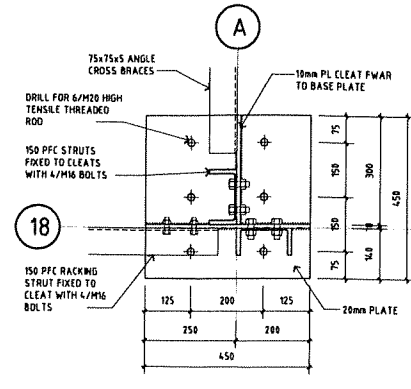 A
75x75x5 ANGLE
CROSS BRACES
10mm PL CLEAT FWAR
TO BASE PLATE
DRILL FOR 6/M20 HIGH
TENSILE THREADED
ROD
150 PFC STRUTS
FIXED TO CLEATS
WITH 4/M16 BOLTS
18
150 PFC RACKING
STRUT FIXED TO
CLEAT WITH 4/M16
BOLTS
20mm PLATE
75
150
150
75
300
10
140
450
125
200
125
250
200
450